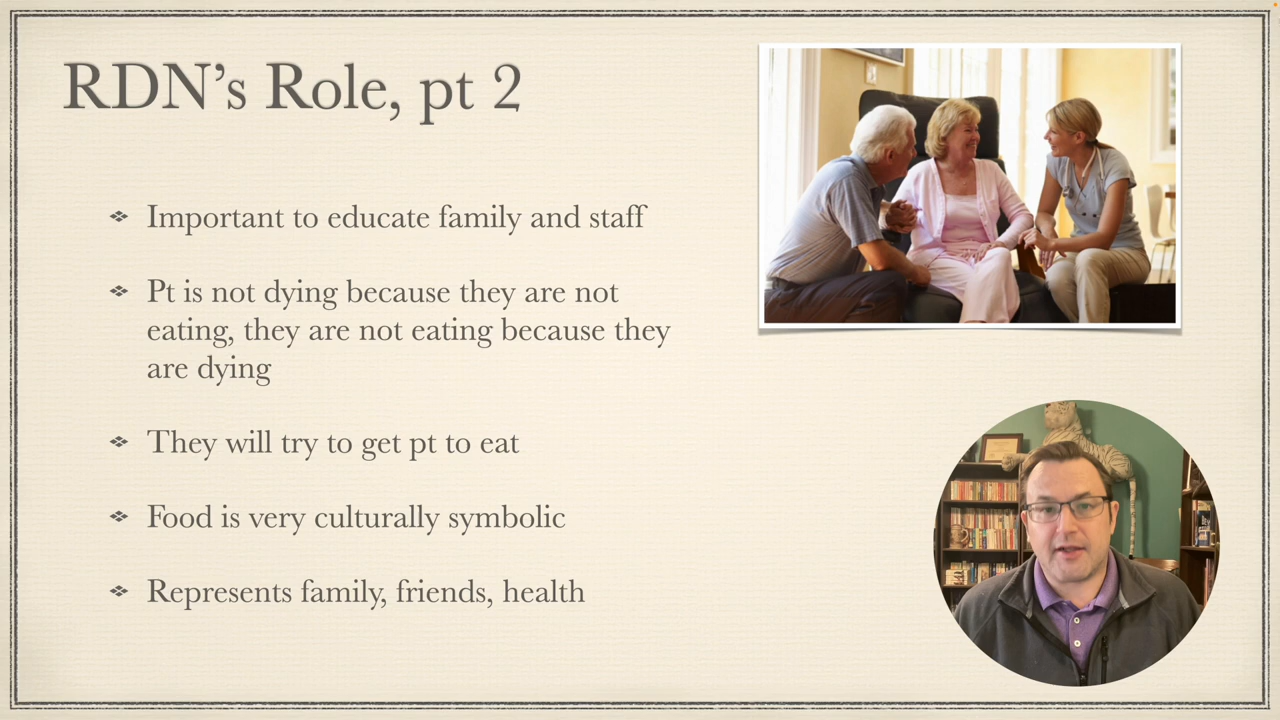 RDN’s Role, pt 2
Important to educate family and staff
Pt is not dying because they are not
eating, they are not eating because they
are dying
They will try to get pt to eat
Food is very culturally symbolic
Represents family, friends, health